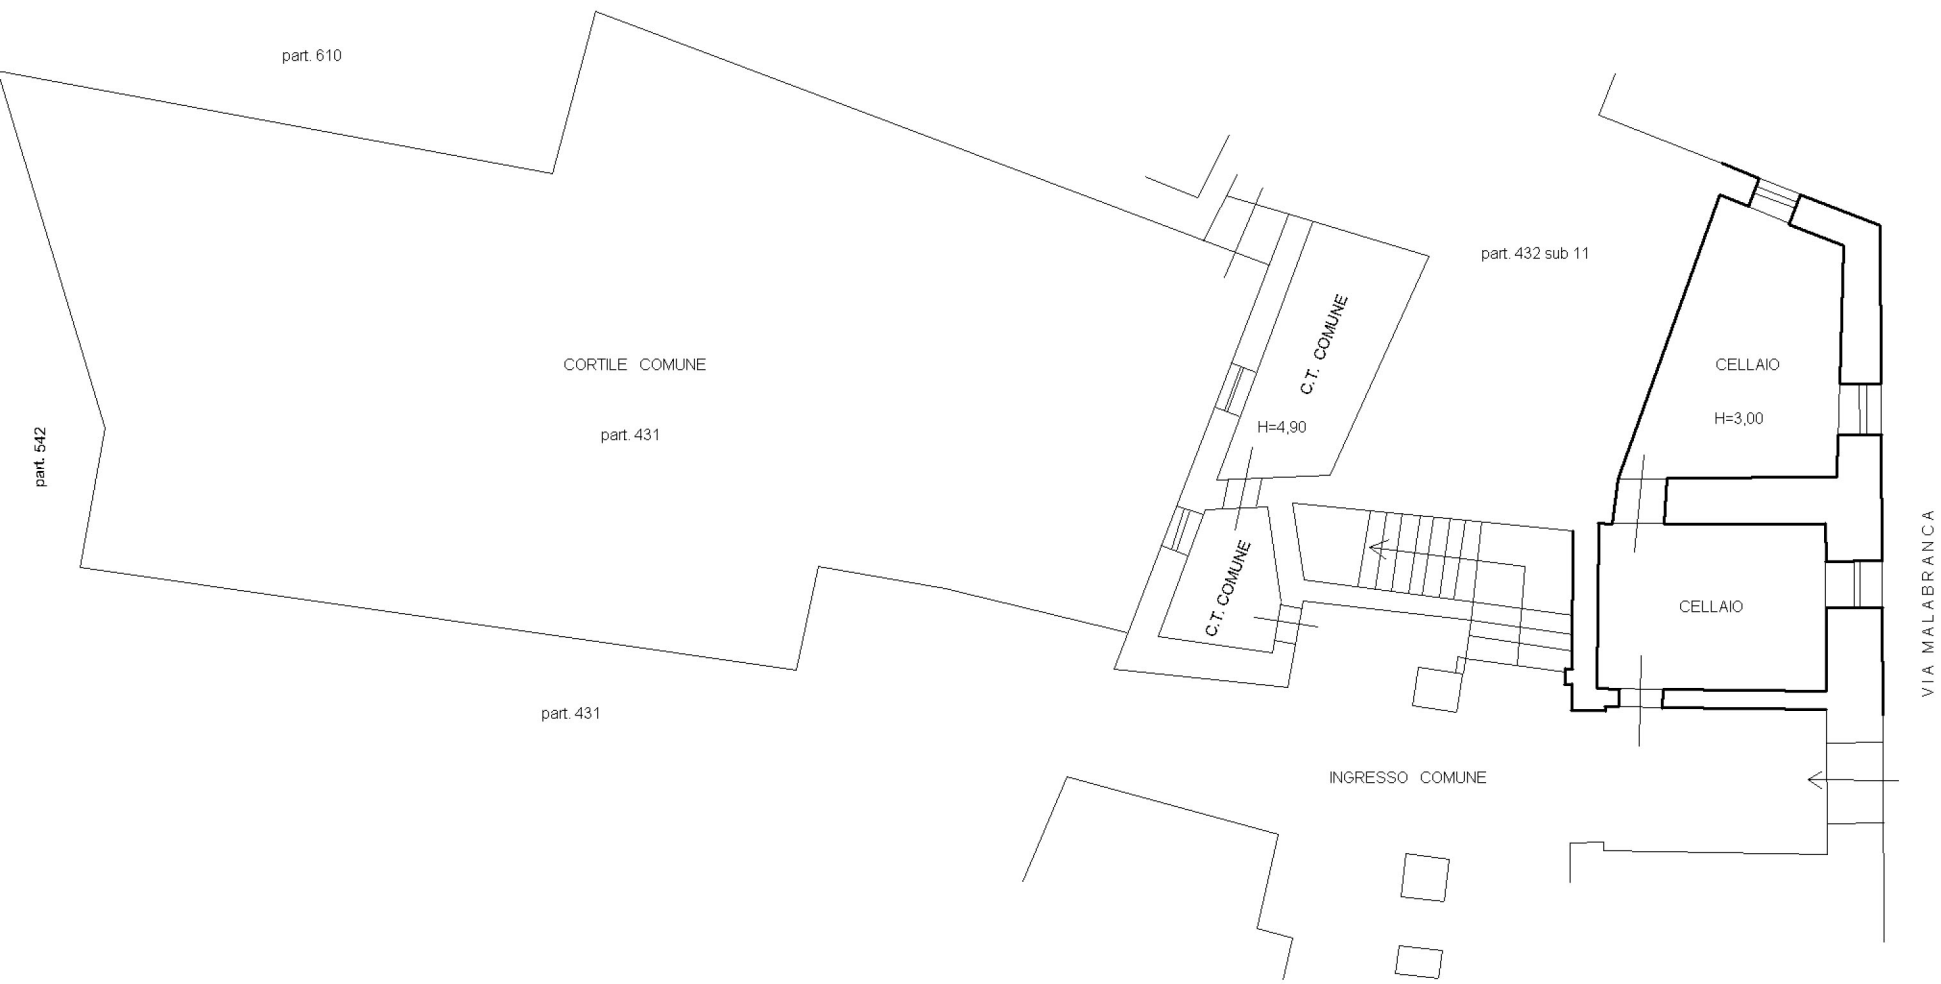 part. 610
part. 432 sub 11
C.T. COMUNE
CORTILE COMUNE
CELLAIO
H=3,00
H=4,90
part. 431
part. 542
C.T. COMUNE
CELLAIO
VIA MALABRANCA
part. 431
INGRESSO COMUNE